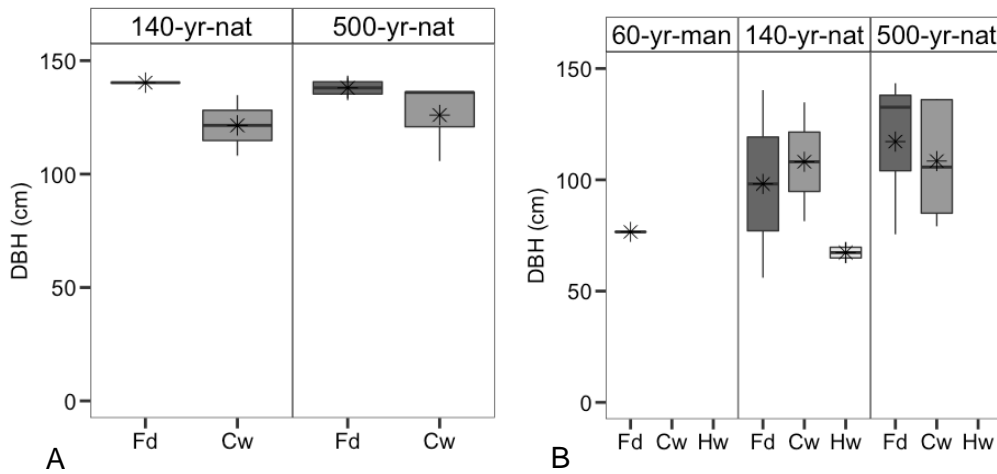 140-yr-nat 500-yr-nat
DBH (cm)
150
100
50
0
Fd Cw Fd Cw
A
60-yr-man 140-yr-nat 500-yr-nat
DBH (cm)
150
100
50
0
Fd Cw Hw Fd Cw Hw Fd Cw Hw
B